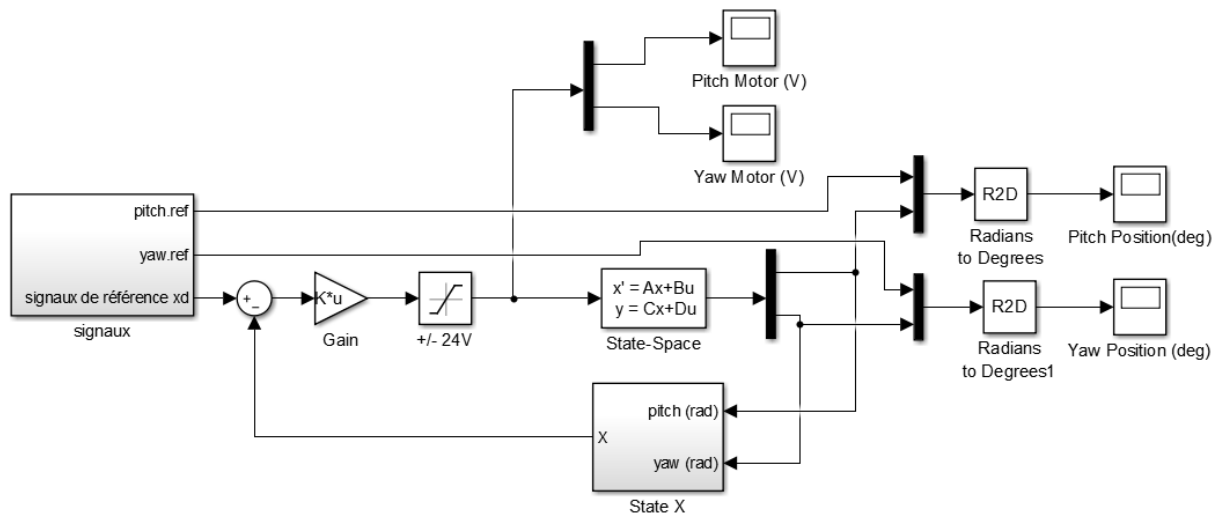 Pitch Motor (V)
Yaw Motor (V)
pitch.ref
yaw.ref
signaux de référence xd
signaux
+
−
K*u
Gain
+/- 24V
x' = Ax+Bu
y = Cx+Du
State-Space
R2D
Radians
to Degrees
Pitch Position(deg)
R2D
Radians
to Degrees1
Yaw Position (deg)
pitch (rad)
X
yaw (rad)
State X